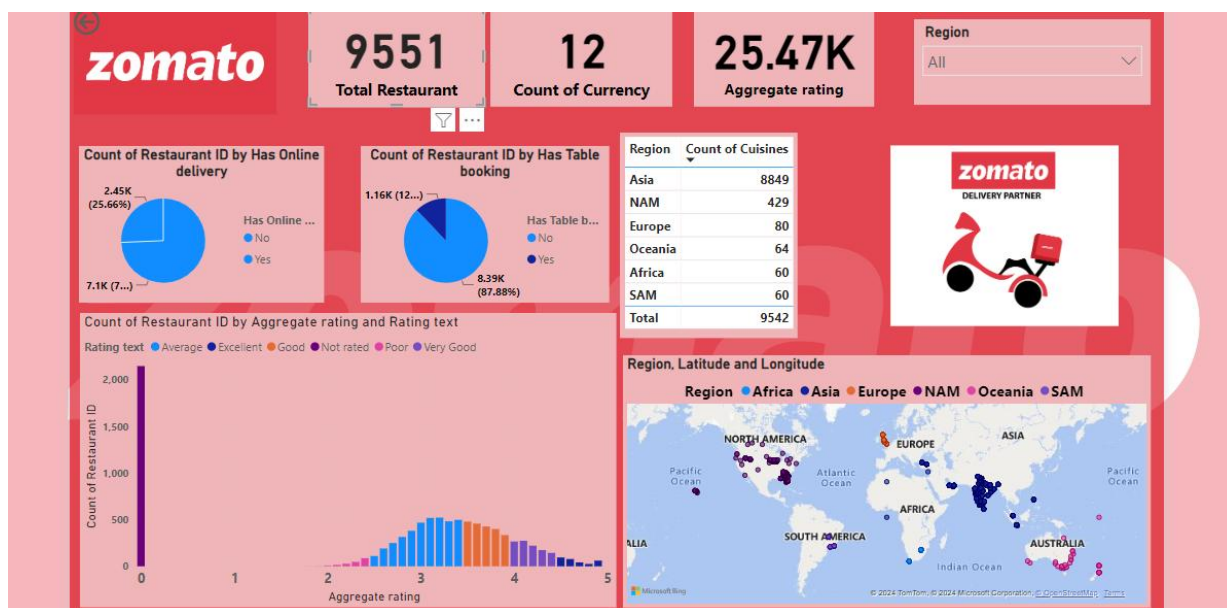 zomato
9551
Total Restaurant
12
Count of Currency
25.47K
Aggregate rating
Region
All
Count of Restaurant ID by Has Online
delivery
2.45K
(25.66%)
7.1K (7...)
Has Online ...
No
Yes
Count of Restaurant ID by Has Table
booking
1.16K (12...)
8.39K
(87.88%)
Has Table b...
No
Yes
Region Count of Cuisines
Asia 8849
NAM 429
Europe 80
Oceania 64
Africa 60
SAM 60
Total 9542
zomato
DELIVERY PARTNER
Count of Restaurant ID by Aggregate rating and Rating text
Rating text Average Excellent Good Not rated Poor Very Good
Count of Restaurant ID
2,000
1,500
1,000
500
0
0 1 2 3 4 5
Aggregate rating
Region, Latitude and Longitude
Region Africa Asia Europe NAM Oceania SAM
NORTH AMERICA
EUROPE
ASIA
Pacific
Ocean
Atlantic
Ocean
Pacific
Ocean
AFRICA
SOUTH AMERICA
ALIA
AUSTRALIA
Indian Ocean
Microsoft Bing
© 2024 TomTom, © 2024 Microsoft Corporation, © OpenStreetMap Terms